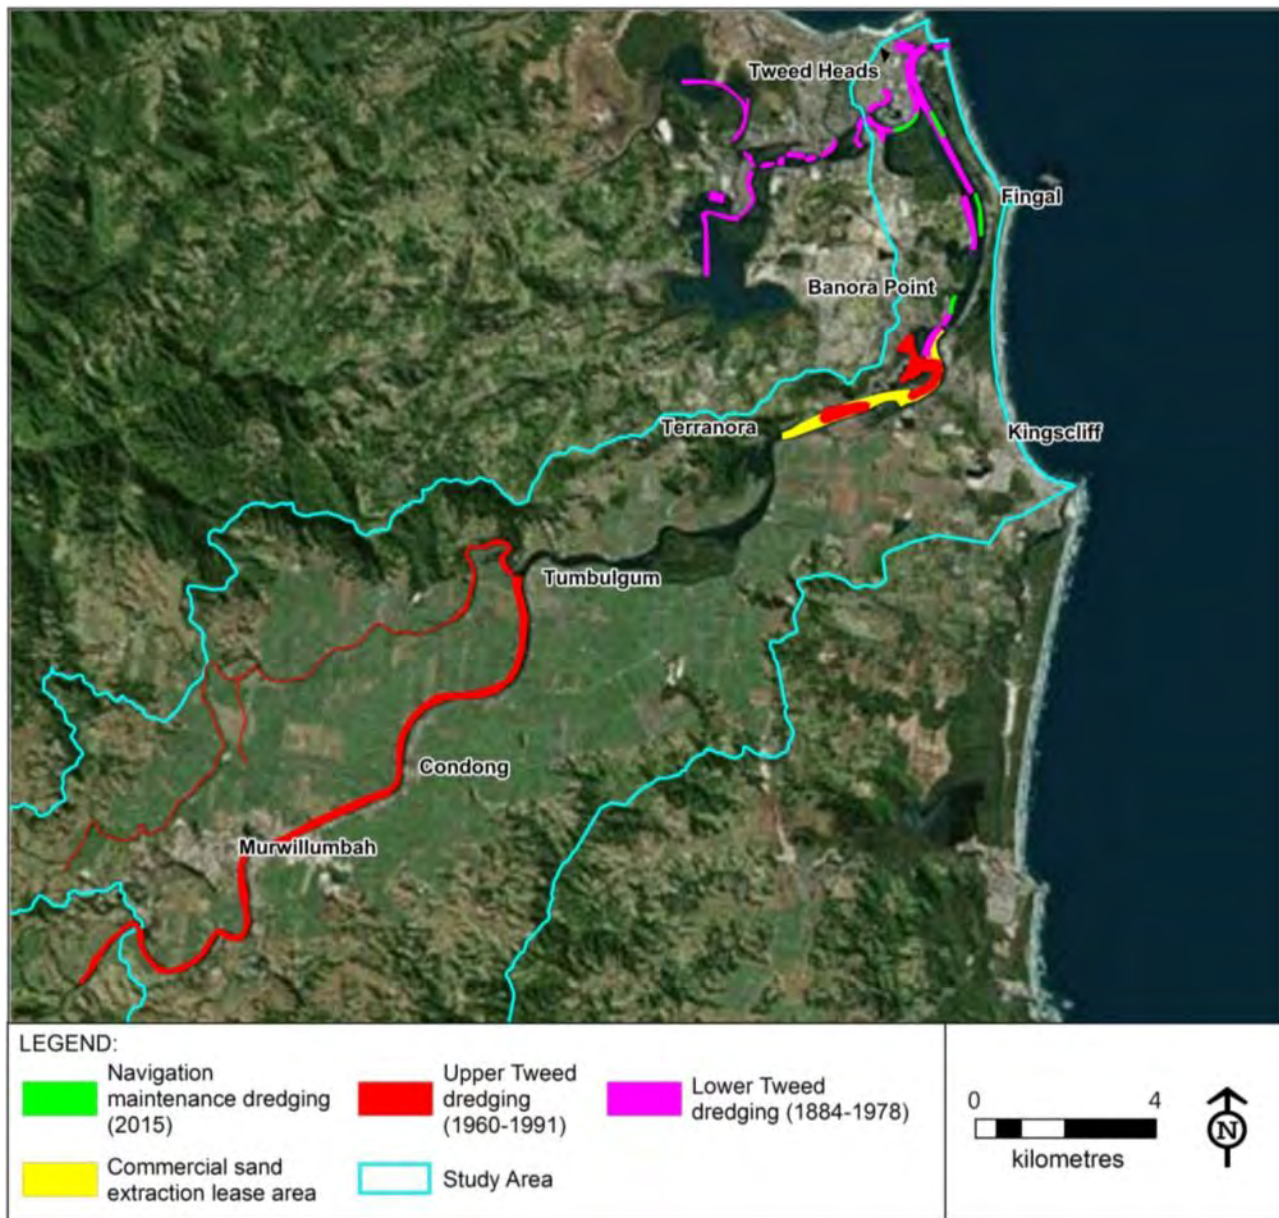 Tweed Heads
Fingal
Banora Point
Terranora
Kingscliff
Tumbulgum
Condong
Murwillumbah
LEGEND:
Navigation
maintenance dredging
(2015)
Upper Tweed
dredging
(1960-1991)
Lower Tweed
dredging (1884-1978)
Commercial sand
extraction lease area
Study Area
0 4
kilometres
N